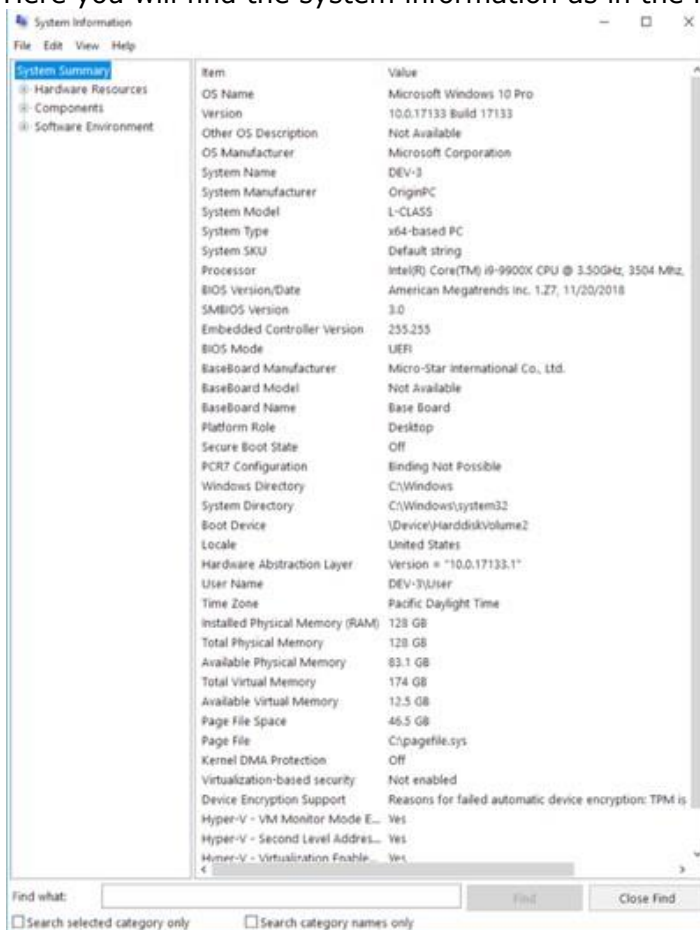 Here you will find the system information as in the
System Information
File Edit View Help
System Summary
Hardware Resources
Components
Software Environment
Item Value
OS Name Microsoft Windows 10 Pro
Version 10.0.17133 Build 17133
Other OS Description Not Available
OS Manufacturer Microsoft Corporation
System Name DEV-3
System Manufacturer OriginPC
System Model L-CLASS
System Type x64-based PC
System SKU Default string
Processor Intel(R) Core(TM) i9-9900X CPU @ 3.50GHz, 3504 Mhz,
BIOS Version/Date American Megatrends Inc. 1.Z7, 11/20/2018
SMBIOS Version 3.0
Embedded Controller Version 255.255
BIOS Mode UEFI
BaseBoard Manufacturer Micro-Star International Co., Ltd.
BaseBoard Model Not Available
BaseBoard Name Base Board
Platform Role Desktop
Secure Boot State Off
PCR7 Configuration Binding Not Possible
Windows Directory C:\Windows
System Directory C:\Windows\system32
Boot Device \Device\HarddiskVolume2
Locale United States
Hardware Abstraction Layer Version = "10.0.17133.1"
User Name DEV-3\User
Time Zone Pacific Daylight Time
Installed Physical Memory (RAM) 128 GB
Total Physical Memory 128 GB
Available Physical Memory 83.1 GB
Total Virtual Memory 174 GB
Available Virtual Memory 12.5 GB
Page File Space 46.5 GB
Page File C:\pagefile.sys
Kernel DMA Protection Off
Virtualization-based security Not enabled
Device Encryption Support Reasons for failed automatic device encryption: TPM is
Hyper-V - VM Monitor Mode E... Yes
Hyper-V - Second Level Addres... Yes
Hyper-V - Virtualization Enable... Yes
Find what: Find Close Find
Search selected category only Search category names only